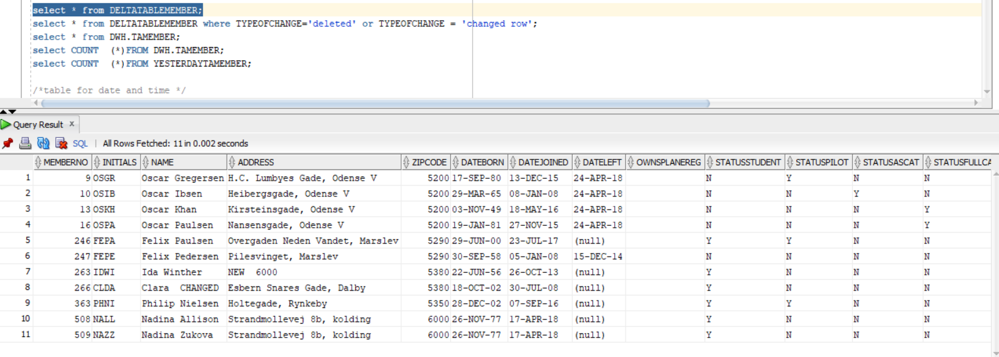 select * from DELTATABLEMEMBER;
select * from DELTATABLEMEMBER where TYPEOFCHANGE='deleted' or TYPEOFCHANGE = 'changed row';
select * from DWH.TAMEMBER;
select COUNT  (*)FROM DWH.TAMEMBER;
select COUNT  (*)FROM YESTERDAYTAMEMBER;
/*table for date and time */
Query Result x
SQL | All Rows Fetched: 11 in 0.002 seconds
MEMBERNO INITIALS NAME ADDRESS ZIPCODE DATEBORN DATEJOINED DATELEFT OWNSPLANEREG STATUSSTUDENT STATUSPILOT STATUSASCAT STATUSFULLCA
1 9 OSGR Oscar Gregersen H.C. Lumbyes Gade, Odense V 5200 17-SEP-80 13-DEC-15 24-APR-18 N Y N N
2 10 OSIB Oscar Ibsen Heibergsgade, Odense V 5200 29-MAR-65 08-JAN-08 24-APR-18 N N Y N
3 13 OSKH Oscar Khan Kirsteinsgade, Odense V 5200 03-NOV-49 18-MAY-16 24-APR-18 N N N Y
4 16 OSPA Oscar Paulsen Nansensgade, Odense V 5200 19-JAN-81 27-NOV-15 24-APR-18 N N N Y
5 246 FEPA Felix Paulsen Overgaden Neden Vandet, Marslev 5290 29-JUN-00 23-JUL-17 (null) Y Y N N
6 247 FEPE Felix Pedersen Pilesvinget, Marslev 5290 30-SEP-58 05-JAN-08 15-DEC-14 N N N N
7 263 IDWI Ida Winther NEW  6000 5380 22-JUN-56 26-OCT-13 (null) Y N N N
8 266 CLDA Clara  CHANGED Esbern Snares Gade, Dalby 5380 18-OCT-02 30-JUL-08 (null) Y N N N
9 363 PHNI Philip Nielsen Holtegade, Rynkeby 5350 28-DEC-02 07-SEP-16 (null) Y Y N N
10 508 NALL Nadina Allison Strandmollevej 8b, kolding 6000 26-NOV-77 17-APR-18 (null) Y N N N
11 509 NAZZ Nadina Zukova Strandmollevej 8b, kolding 6000 26-NOV-77 17-APR-18 (null) Y N N N